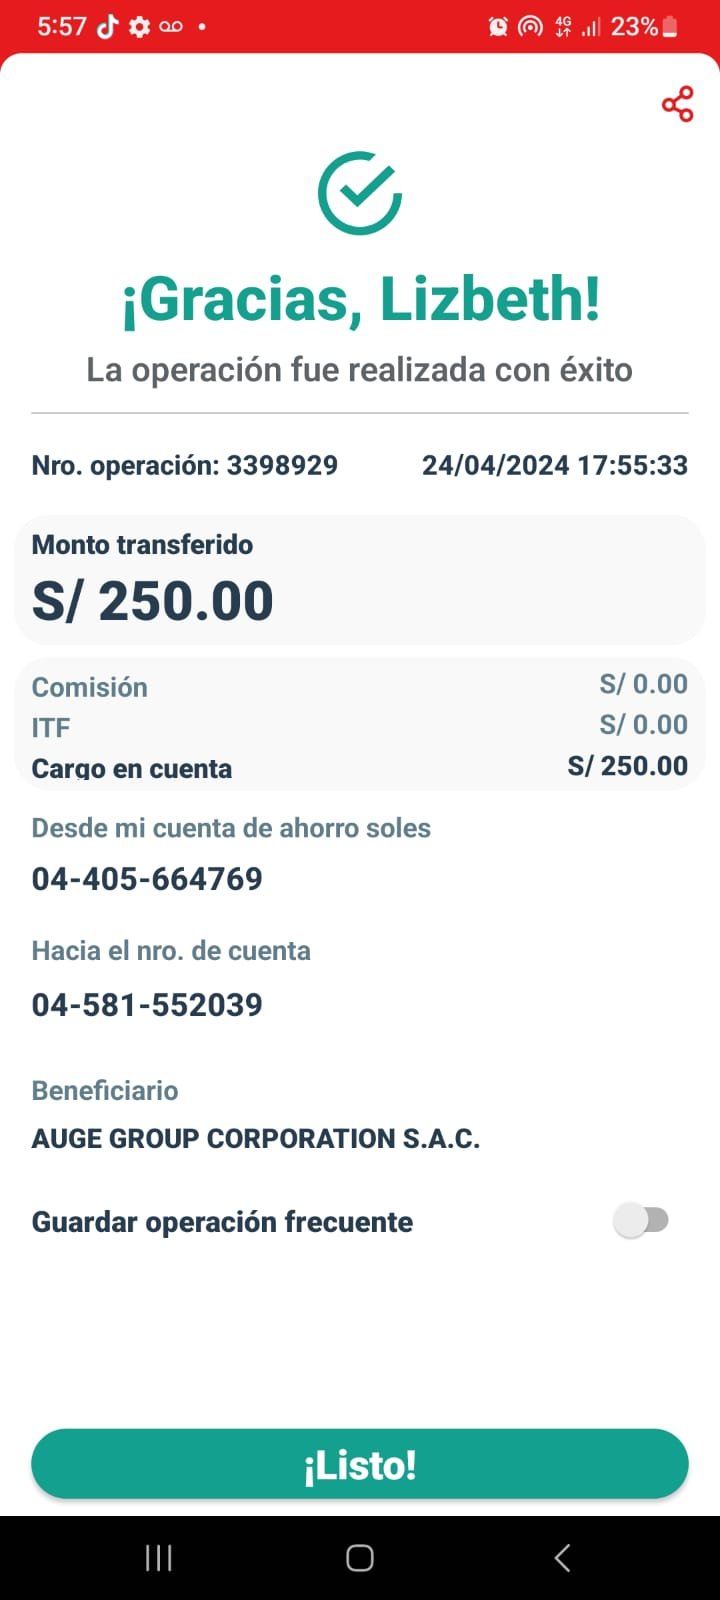 5:57
4G
23%
¡Gracias, Lizbeth!
La operación fue realizada con éxito
Nro. operación: 3398929 24/04/2024 17:55:33
Monto transferido
S/ 250.00
Comisión S/ 0.00
ITF S/ 0.00
Cargo en cuenta S/ 250.00
Desde mi cuenta de ahorro soles
04-405-664769
Hacia el nro. de cuenta
04-581-552039
Beneficiario
AUGE GROUP CORPORATION S.A.C.
Guardar operación frecuente
¡Listo!